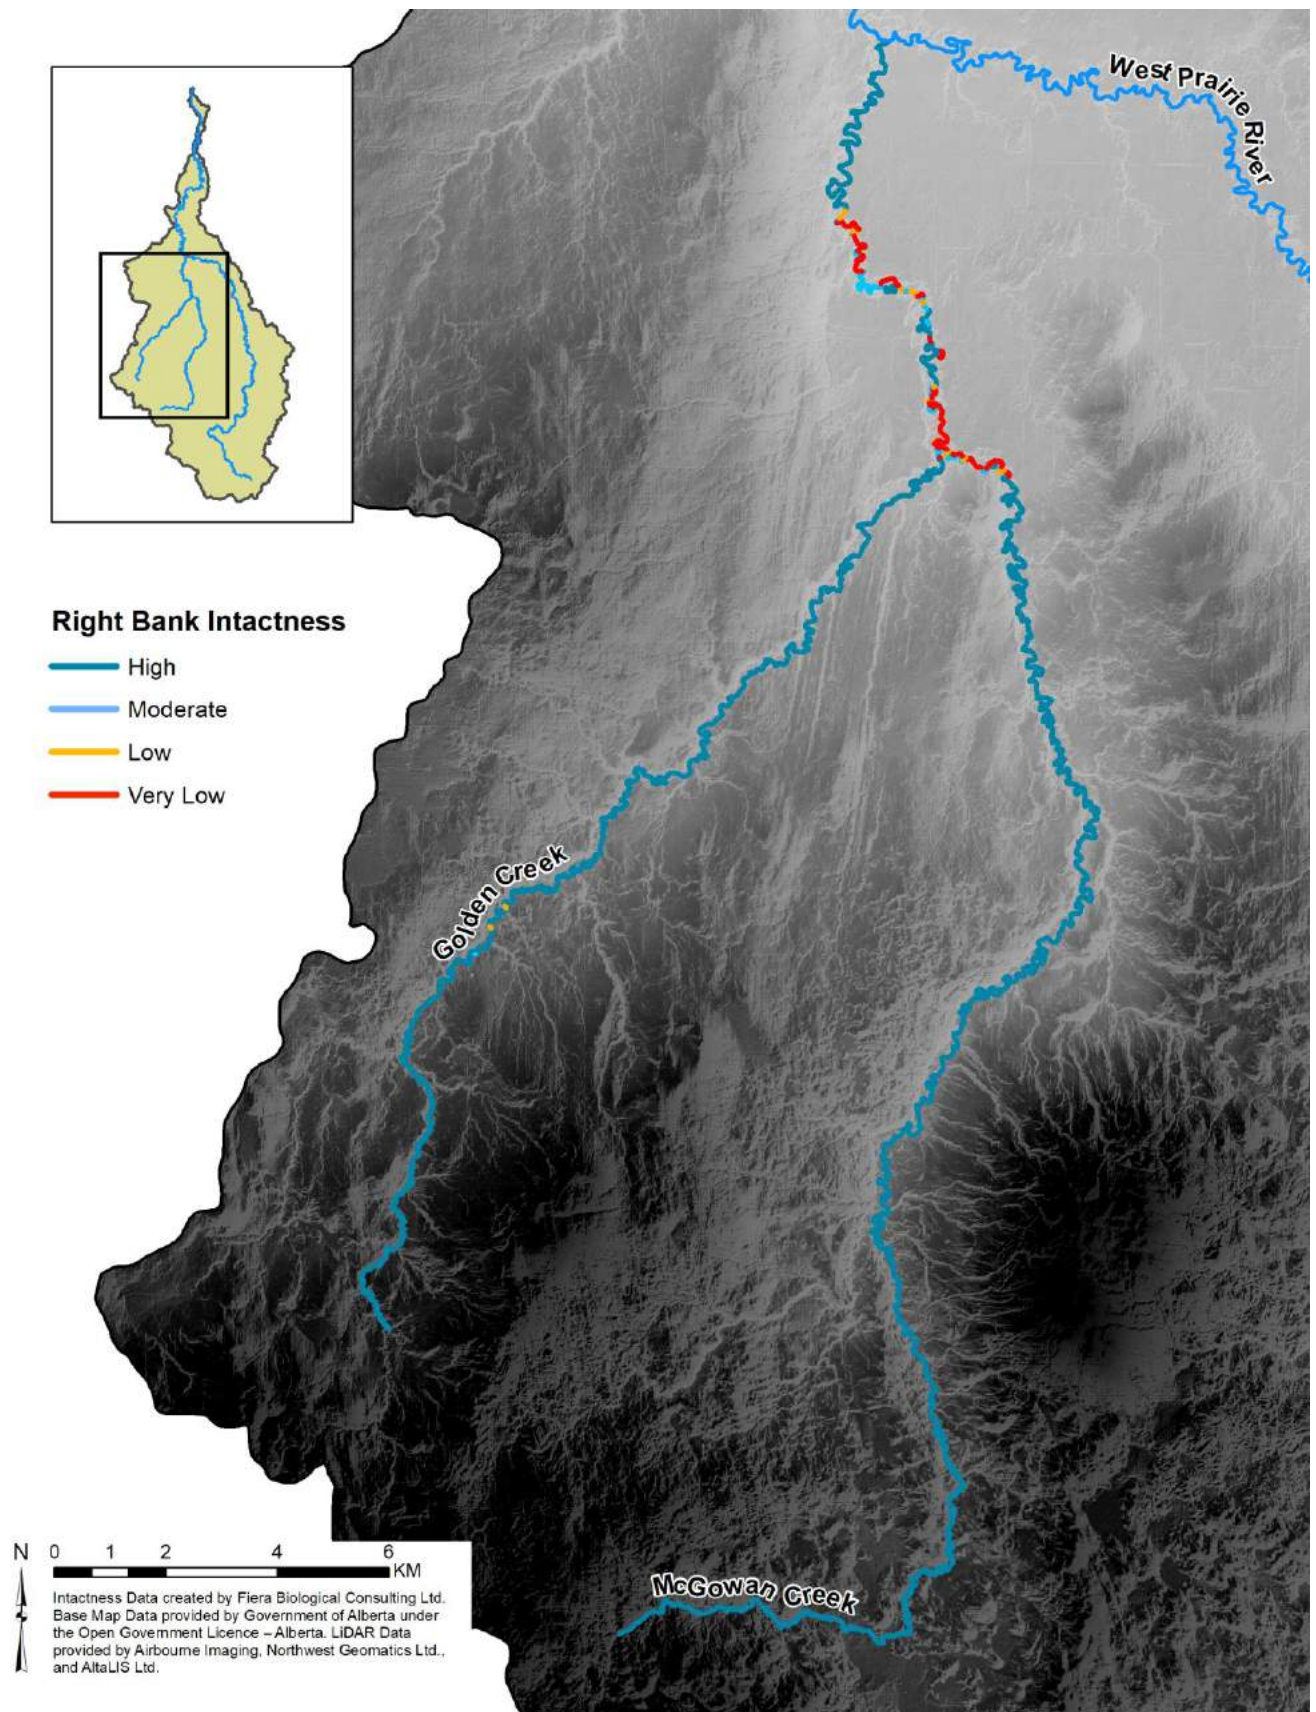 West Prairie River
Right Bank Intactness
High
Moderate
Low
Very Low
Golden Creek
McGowan Creek
N
0 1 2 4 6
KM
Intactness Data created by Fiera Biological Consulting Ltd.
Base Map Data provided by Government of Alberta under
the Open Government Licence – Alberta. LiDAR Data
provided by Airbourne Imaging, Northwest Geomatics Ltd.,
and AltaLIS Ltd.